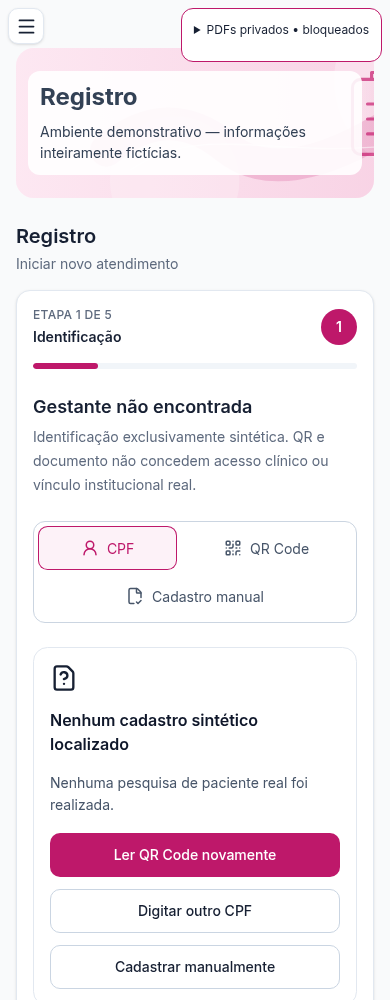 ▶ PDFs privados • bloqueados
Registro
Ambiente demonstrativo — informações
inteiramente fictícias.
Registro
Iniciar novo atendimento
ETAPA 1 DE 5
Identificação
1
Gestante não encontrada
Identificação exclusivamente sintética. QR e
documento não concedem acesso clínico ou
vínculo institucional real.
CPF
QR Code
Cadastro manual
Nenhum cadastro sintético
localizado
Nenhuma pesquisa de paciente real foi
realizada.
Ler QR Code novamente
Digitar outro CPF
Cadastrar manualmente